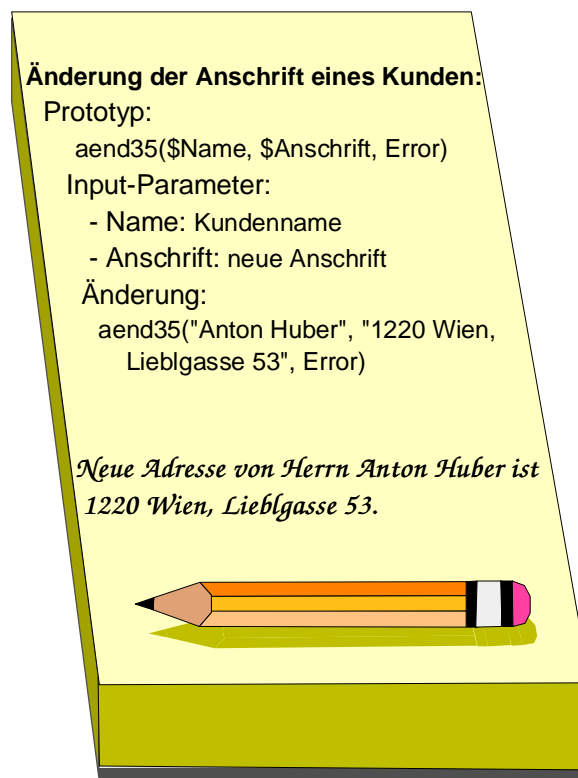 Änderung der Anschrift eines Kunden:
Prototyp:
aend35($Name, $Anschrift, Error)
Input-Parameter:
- Name: Kundenname
- Anschrift: neue Anschrift
Änderung:
aend35("Anton Huber", "1220 Wien,
Lieblgasse 53", Error)
Neue Adresse von Herrn Anton Huber ist
1220 Wien, Lieblgasse 53.